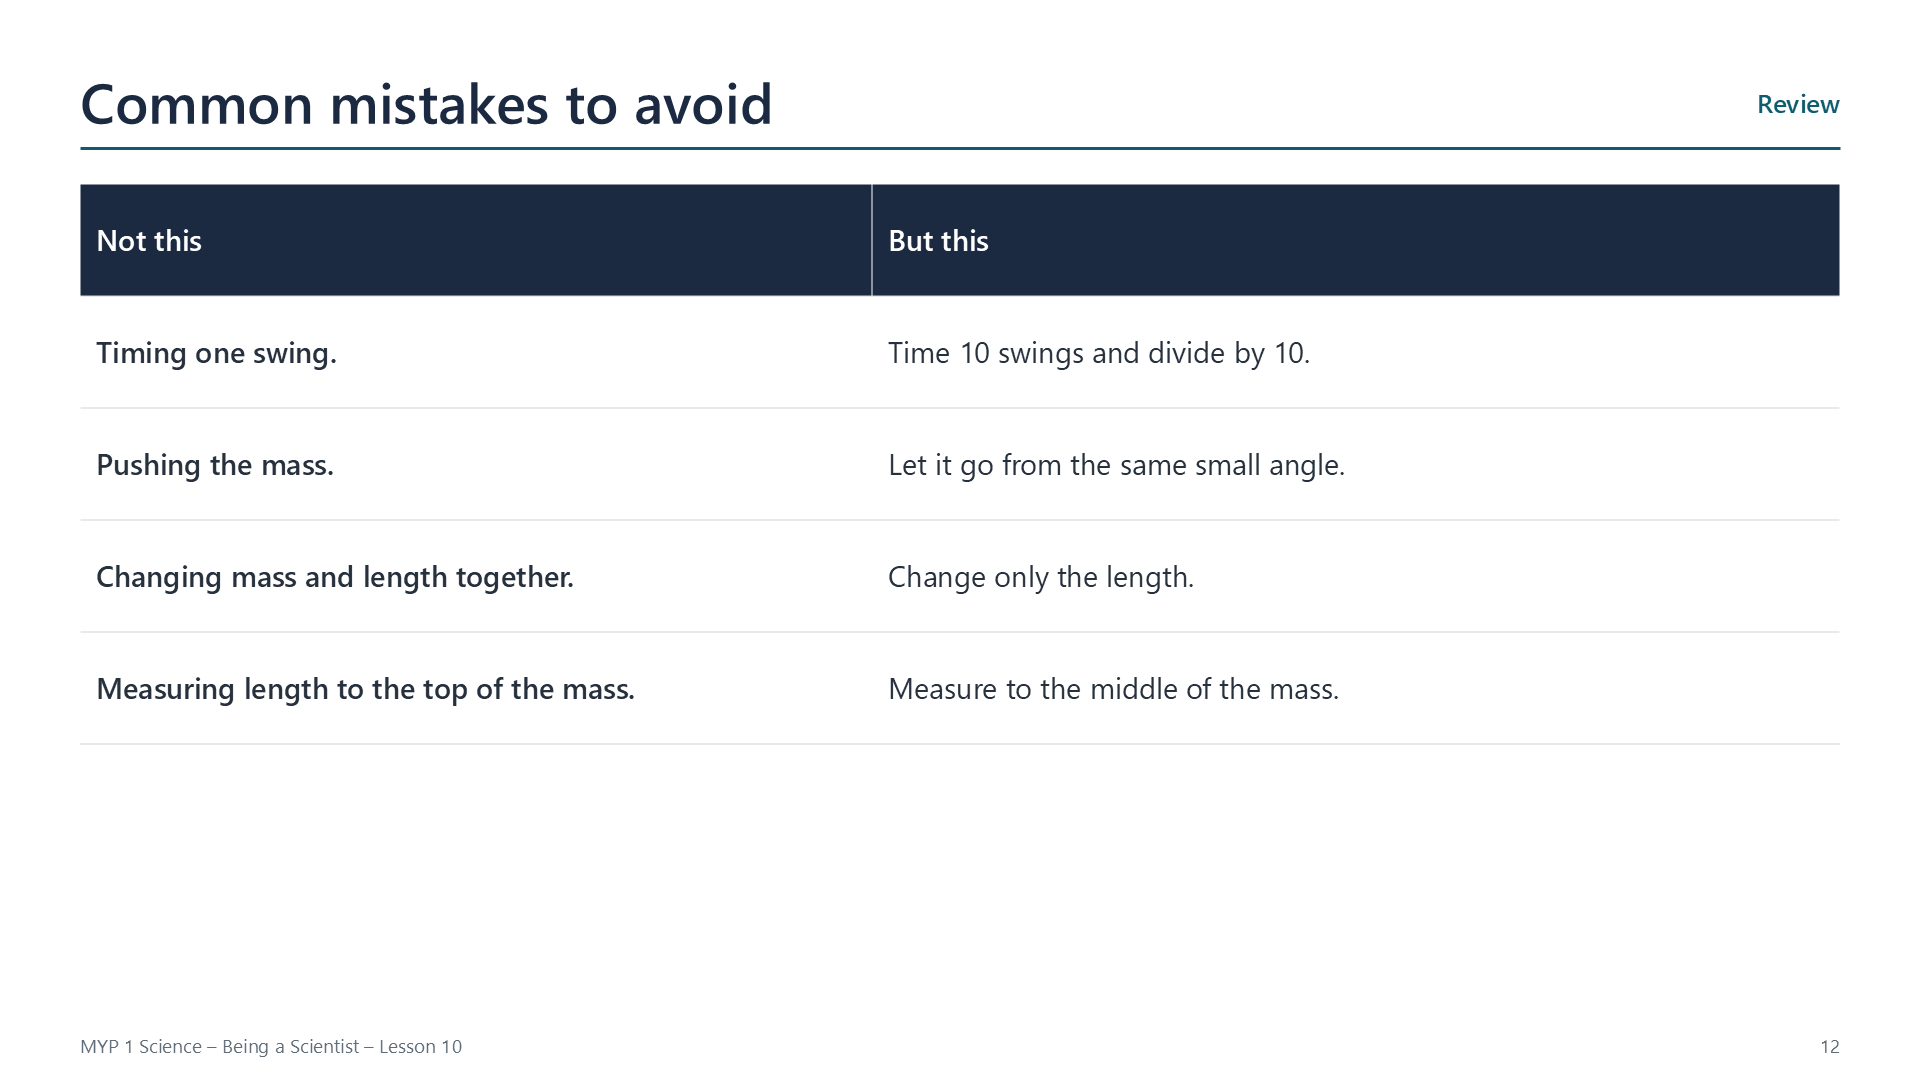 Common mistakes to avoid
Review
Not this
But this
Timing one swing.
Time 10 swings and divide by 10.
Pushing the mass.
Let it go from the same small angle.
Changing mass and length together.
Change only the length.
Measuring length to the top of the mass.
Measure to the middle of the mass.
MYP 1 Science – Being a Scientist – Lesson 10
12